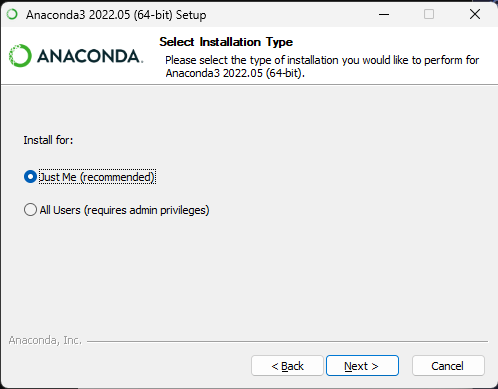 Anaconda3 2022.05 (64-bit) Setup
ANACONDA.
Select Installation Type
Please select the type of installation you would like to perform for
Anaconda3 2022.05 (64-bit).
Install for:
Just Me (recommended)
All Users (requires admin privileges)
Anaconda, Inc.
< Back
Next >
Cancel